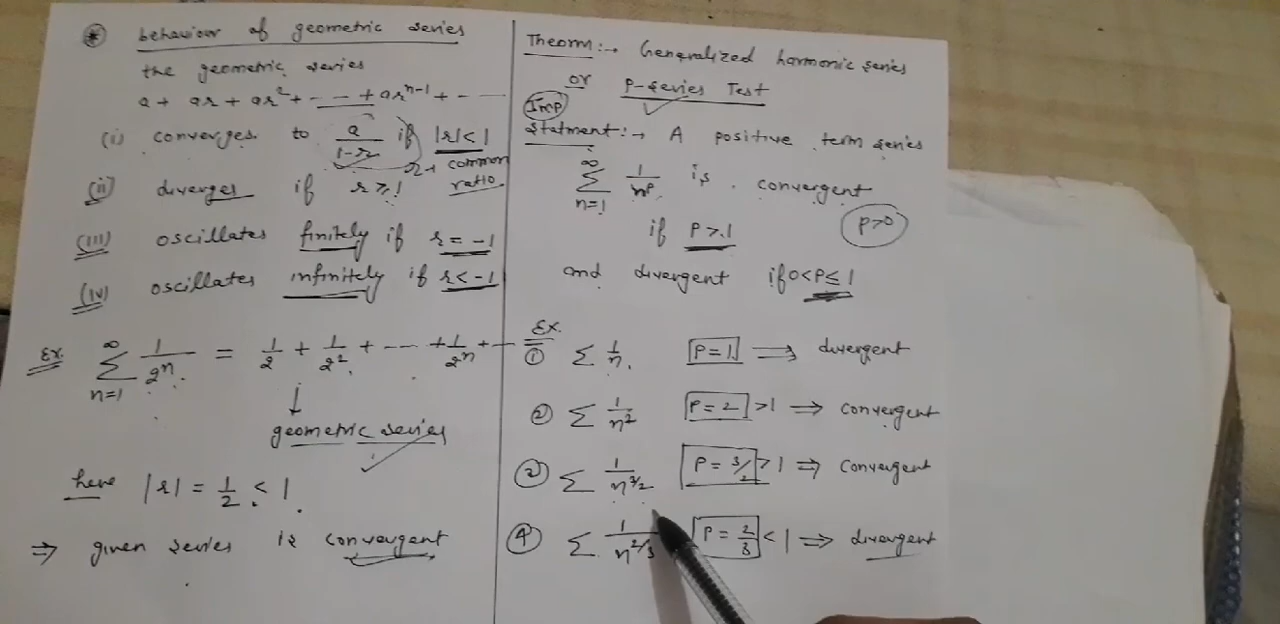 * behaviour of geometric series
the geometric series
a + ar + ar² + - - - + ar^(n-1) + - - -
(i) converges to a/(1-r) if |r| < 1
r → common ratio
(ii) diverges if r ≥ 1
(iii) oscillates finitely if r = -1
(iv) oscillates infinitely if r < -1
Ex. ∞ ∑ n=1 1/2ⁿ = 1/2 + 1/2² + - - - + 1/2ⁿ + - - -
↓
geometric series ✓
here |r| = 1/2 < 1
⇒ given series is convergent
Theorm :→ Generalized harmonic series
or P-series Test
Imp ✓
Statment :→ A positive term series
∞ ∑ n=1 1/nᵖ is convergent
if P > 1 P>0
and divergent if 0<P≤1
Ex.
① ∑ 1/n P=1 ⇒ divergent
② ∑ 1/n² P=2 >1 ⇒ convergent
③ ∑ 1/n^(3/2) P=3/2 >1 ⇒ convergent
④ ∑ 1/n^(2/3) P=2/3 <1 ⇒ divergent